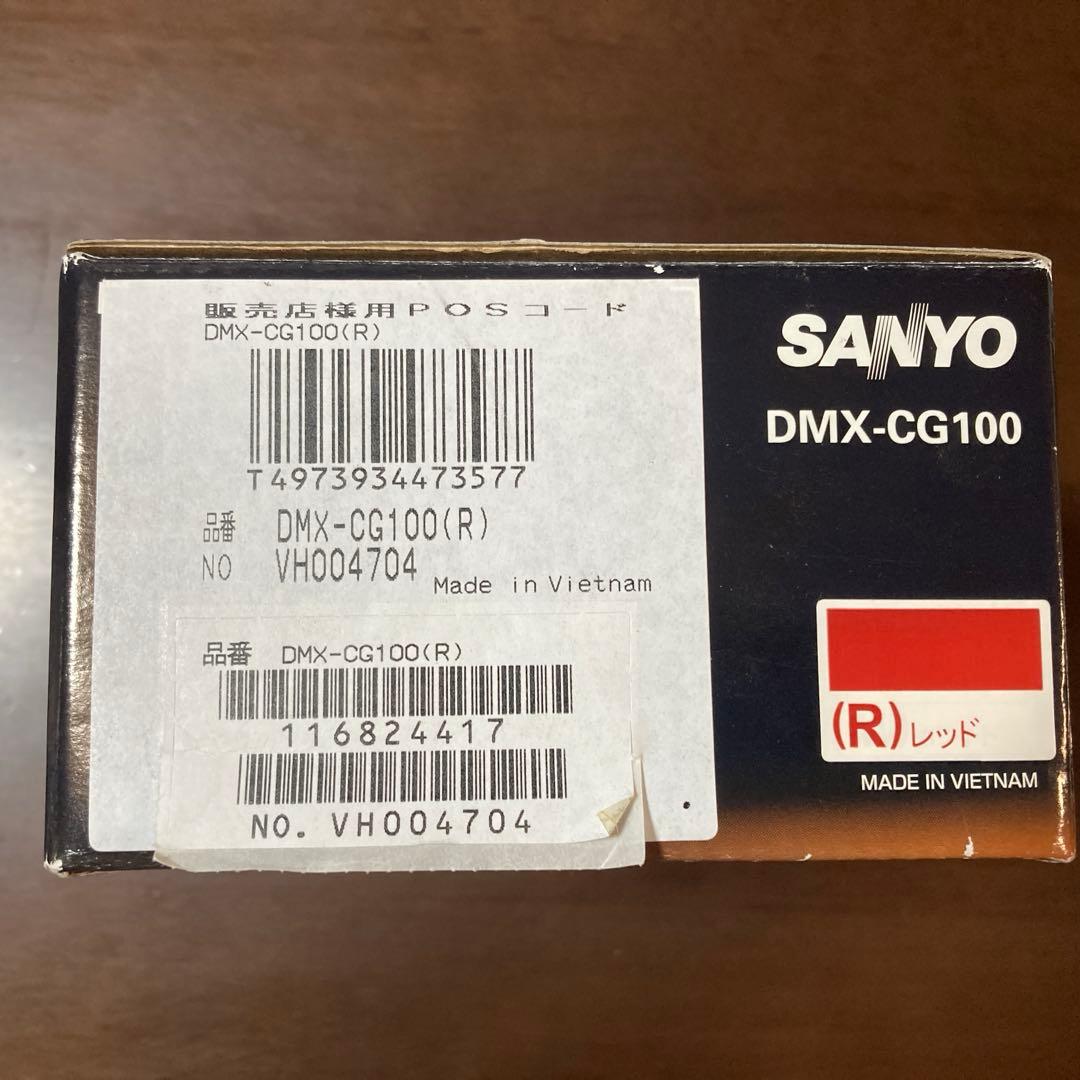 販売店様用POSコード
DMX-CG100(R)
T4973934473577
品番 DMX-CG100(R)
NO VH004704
Made in Vietnam
品番 DMX-CG100(R)
116824417
NO. VH004704
SANYO
DMX-CG100
(R)レッド
MADE IN VIETNAM